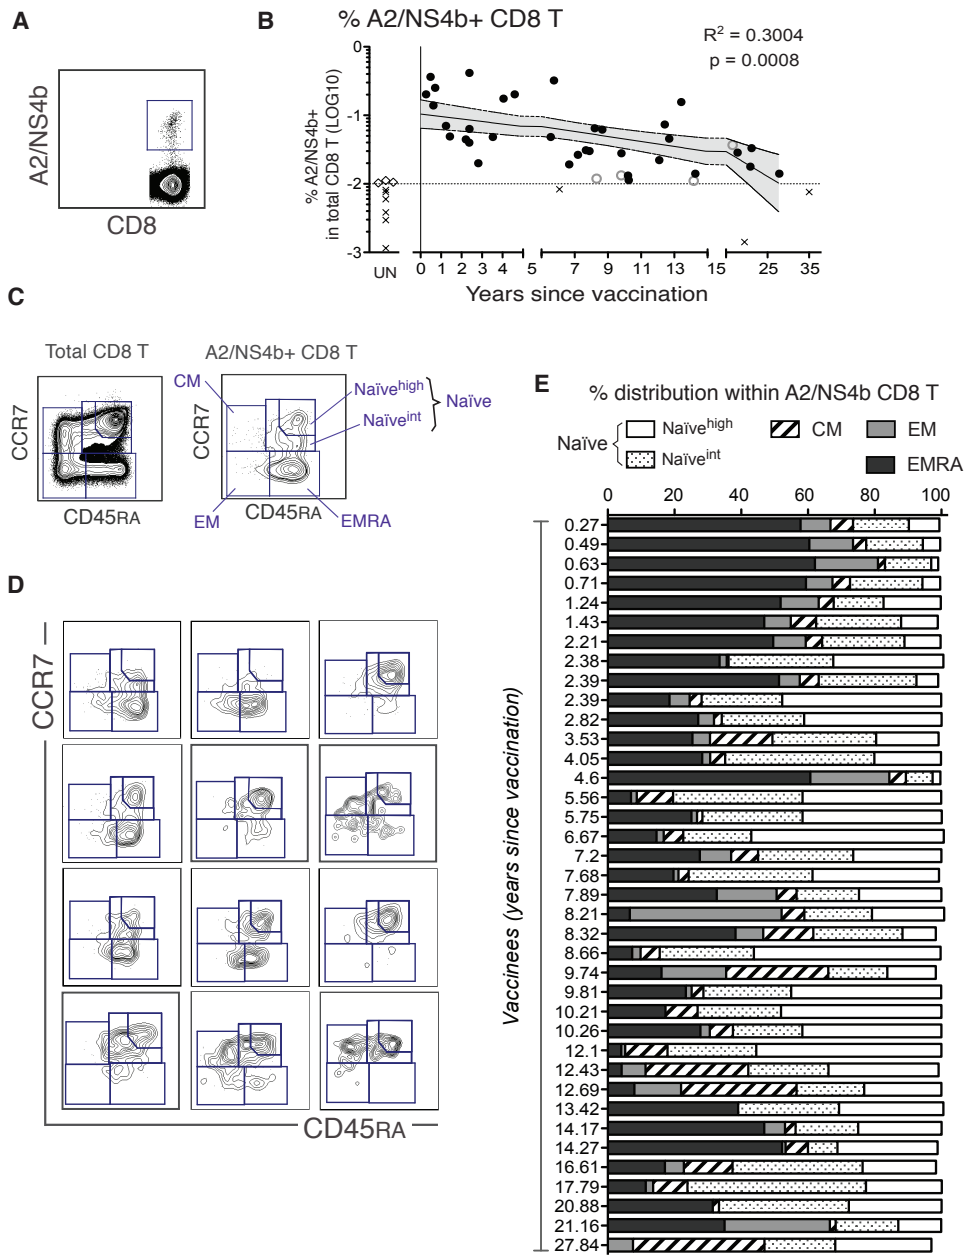 A
A2/NS4b
CD8
B
% A2/NS4b+ CD8 T
R² = 0.3004
p = 0.0008
% A2/NS4b+
in total CD8 T (LOG10)
0
-1
-2
-3
UN
0 1 2 3 4 5 7 9 11 13 15 25 35
Years since vaccination
C
Total CD8 T
CCR7
CD45RA
A2/NS4b+ CD8 T
CM
Naïvehigh
Naïve
Naïveint
CCR7
CD45RA
EM
EMRA
D
CCR7
CD45RA
E
% distribution within A2/NS4b CD8 T
Naïve
Naïvehigh
CM
EM
Naïveint
EMRA
0 20 40 60 80 100
Vaccinees (years since vaccination)
0.27
0.49
0.63
0.71
1.24
1.43
2.21
2.38
2.39
2.39
2.82
3.53
4.05
4.6
5.56
5.75
6.67
7.2
7.68
7.89
8.21
8.32
8.66
9.74
9.81
10.21
10.26
12.1
12.43
12.69
13.42
14.17
14.27
16.61
17.79
20.88
21.16
27.84